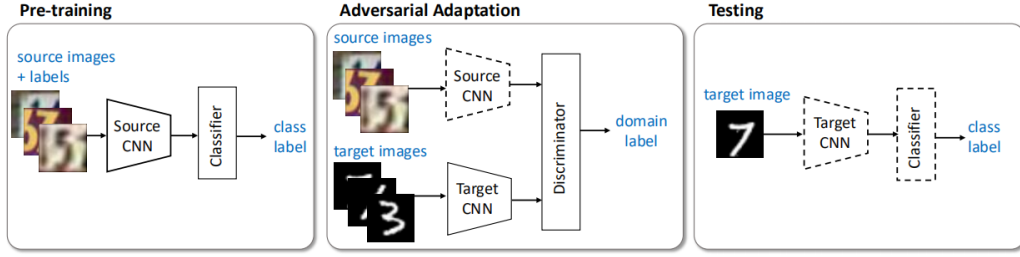 Pre-training
source images
+ labels
Source
CNN
Classifier
class
label
Adversarial Adaptation
source images
Source
CNN
target images
Target
CNN
Discriminator
domain
label
Testing
target image
7
Target
CNN
Classifier
class
label